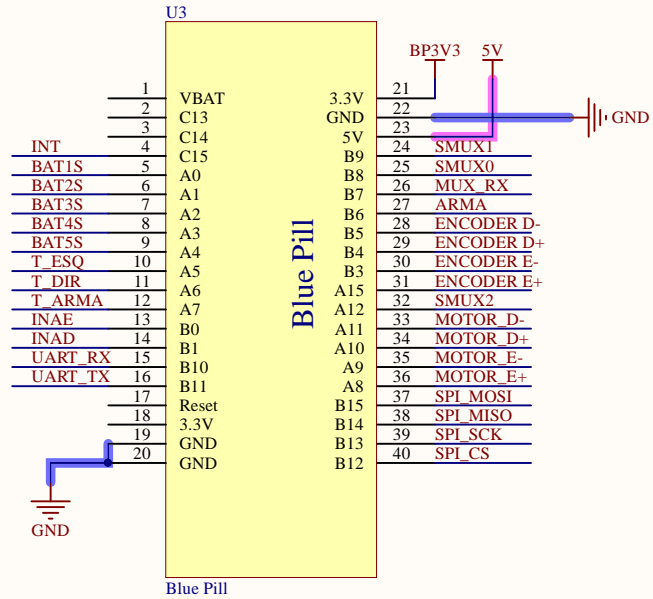 U3
BP3V3 5V
1 VBAT 3.3V 21
2 C13 GND 22 GND
3 C14 5V 23
INT 4 C15 B9 24 SMUX1
BAT1S 5 A0 B8 25 SMUX0
BAT2S 6 A1 B7 26 MUX_RX
BAT3S 7 A2 B6 27 ARMA
BAT4S 8 A3 B5 28 ENCODER D-
BAT5S 9 A4 B4 29 ENCODER D+
T_ESQ 10 A5 B3 30 ENCODER E-
T_DIR 11 A6 A15 31 ENCODER E+
T_ARMA 12 A7 A12 32 SMUX2
INAE 13 B0 A11 33 MOTOR_D-
INAD 14 B1 A10 34 MOTOR_D+
UART_RX 15 B10 A9 35 MOTOR_E-
UART_TX 16 B11 A8 36 MOTOR_E+
17 Reset B15 37 SPI_MOSI
18 3.3V B14 38 SPI_MISO
19 GND B13 39 SPI_SCK
20 GND B12 40 SPI_CS
Blue Pill
GND
Blue Pill